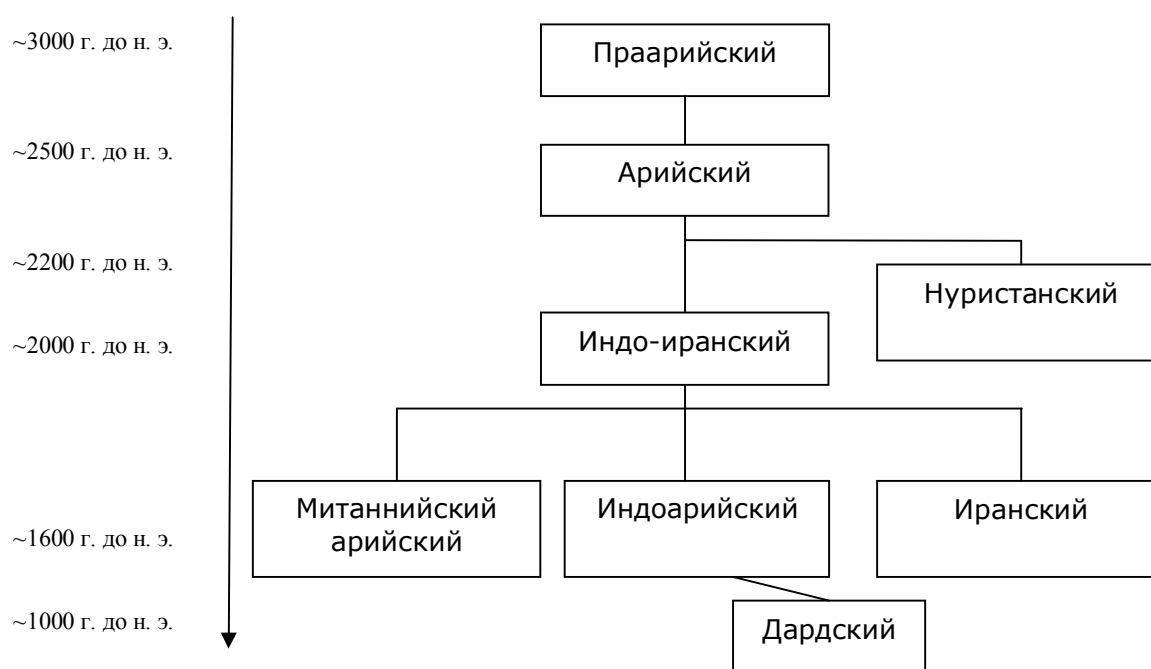 ~3000 г. до н. э.
Праарийский
~2500 г. до н. э.
Арийский
~2200 г. до н. э.
Нуристанский
~2000 г. до н. э.
Индо-иранский
Митаннийский
арийский
Индоарийский
Иранский
~1600 г. до н. э.
~1000 г. до н. э.
Дардский